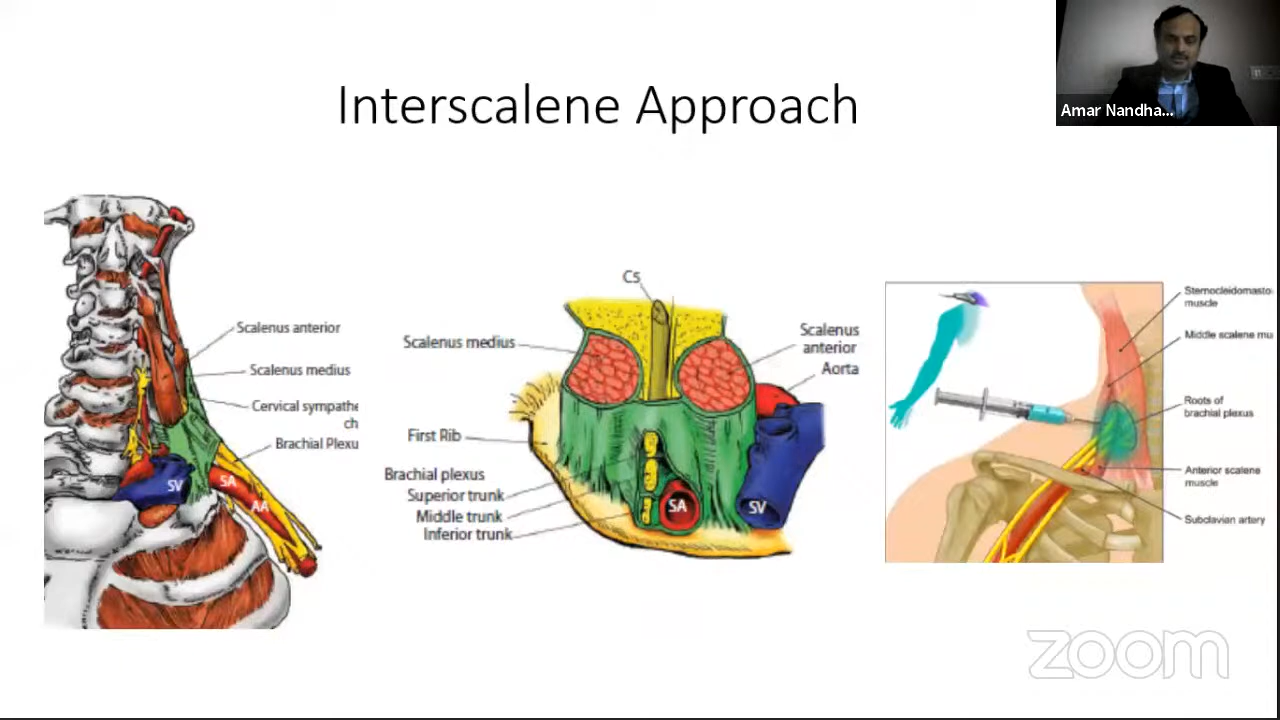 Interscalene Approach
Amar Nandha...
Scalenus anterior
Scalenus medius
Cervical sympathe
ch
Brachial Plexu
SV
SA
AA
C5
Scalenus medius
Scalenus
anterior
Aorta
First Rib
Brachial plexus
Superior trunk
Middle trunk
Inferior trunk
SA
SV
Sternocleidomasto
muscle
Middle scalene mu
Roots of
brachial plexus
Anterior scalene
muscle
Subclavian artery
zoom